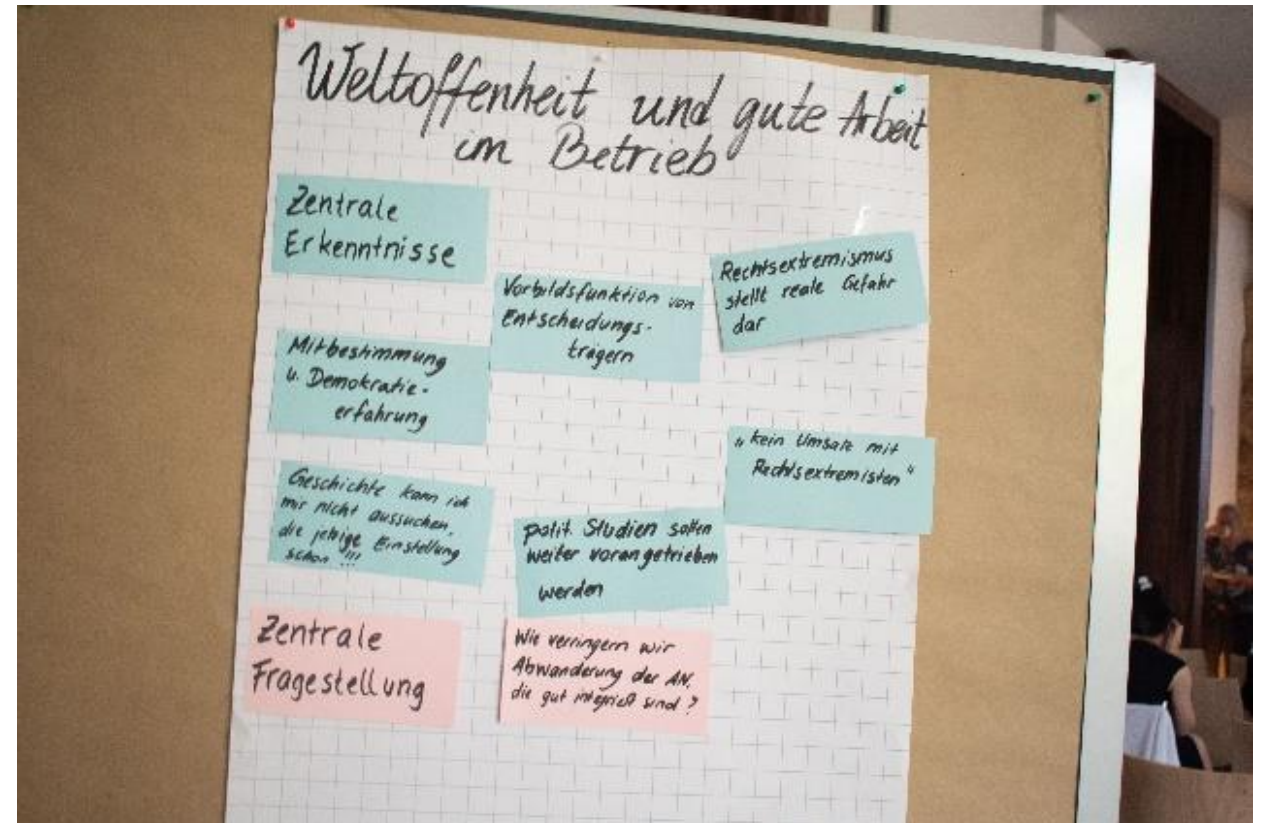 Weltoffenheit und gute Arbeit
im Betrieb
Zentrale
Erkenntnisse
Vorbildsfunktion von
Entscheidungs-
trägern
Rechtsextremismus
stellt reale Gefahr
dar
Mitbestimmung
u. Demokratie-
erfahrung
„kein Umsatz mit
Rechtsextremisten“
Geschichte kann ich
mir nicht aussuchen,
die jetzige Einstellung
schon !!!
polit. Studien sollen
weiter vorangetrieben
werden
Zentrale
Fragestellung
Wie verringern wir
Abwanderung der AN,
die gut integriert sind ?